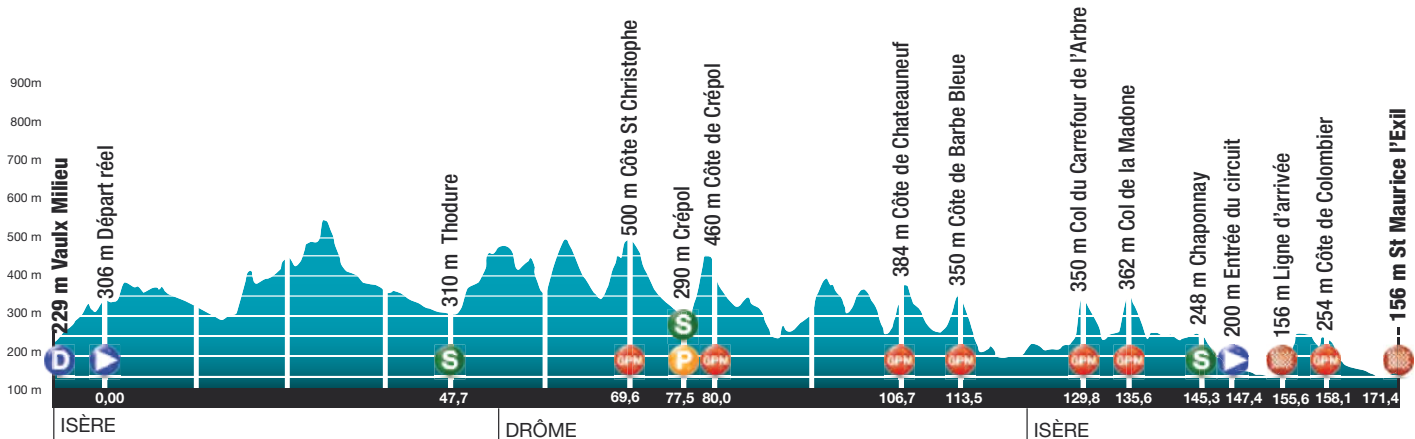 900m
800m
700 m
600 m
500 m
400 m
300 m
200 m
100 m
229 m Vaulx Milieu
306 m Départ réel
310 m Thodure
500 m Côte St Christophe
290 m Crépol
460 m Côte de Crépol
384 m Côte de Chateauneuf
350 m Côte de Barbe Bleue
350 m Col du Carrefour de l'Arbre
362 m Col de la Madone
248 m Chaponnay
200 m Entrée du circuit
156 m Ligne d'arrivée
254 m Côte de Colombier
156 m St Maurice l'Exil
S
D S GPM P GPM GPM GPM GPM GPM S GPM
0,00 47,7 69,6 77,5 80,0 106,7 113,5 129,8 135,6 145,3 147,4 155,6 158,1 171,4
ISÈRE DRÔME ISÈRE